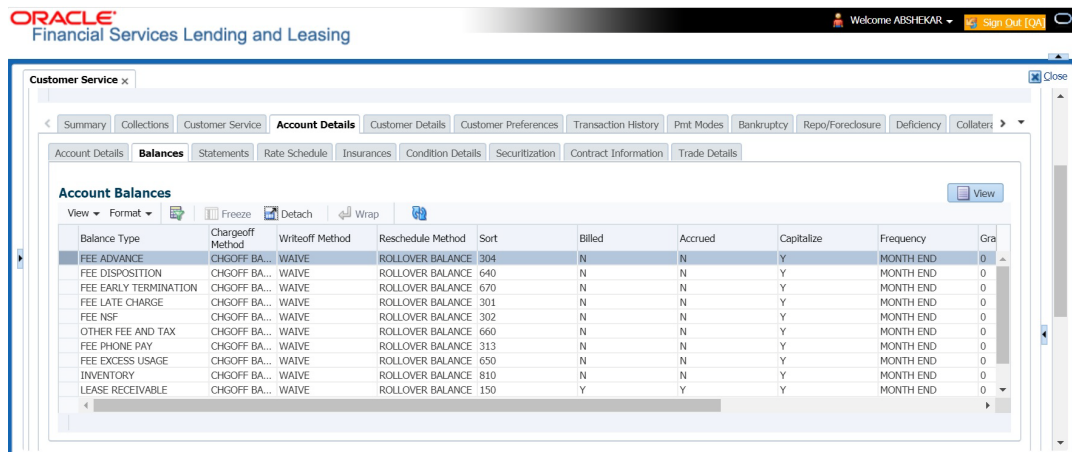 ORACLE
Financial Services Lending and Leasing
Welcome ABSHEKAR
Sign Out [QA]
Customer Service
Close
Summary Collections Customer Service Account Details Customer Details Customer Preferences Transaction History Pmt Modes Bankruptcy Repo/Foreclosure Deficiency Collatera
Account Details Balances Statements Rate Schedule Insurances Condition Details Securitization Contract Information Trade Details
Account Balances
View
View Format Freeze Detach Wrap
Balance Type Chargeoff Method Writeoff Method Reschedule Method Sort Billed Accrued Capitalize Frequency Gra
FEE ADVANCE CHGOFF BA... WAIVE ROLLOVER BALANCE 304 N N Y MONTH END 0
FEE DISPOSITION CHGOFF BA... WAIVE ROLLOVER BALANCE 640 N N Y MONTH END 0
FEE EARLY TERMINATION CHGOFF BA... WAIVE ROLLOVER BALANCE 670 N N Y MONTH END 0
FEE LATE CHARGE CHGOFF BA... WAIVE ROLLOVER BALANCE 301 N N Y MONTH END 0
FEE NSF CHGOFF BA... WAIVE ROLLOVER BALANCE 302 N N Y MONTH END 0
OTHER FEE AND TAX CHGOFF BA... WAIVE ROLLOVER BALANCE 660 N N Y MONTH END 0
FEE PHONE PAY CHGOFF BA... WAIVE ROLLOVER BALANCE 313 N N Y MONTH END 0
FEE EXCESS USAGE CHGOFF BA... WAIVE ROLLOVER BALANCE 650 N N Y MONTH END 0
INVENTORY CHGOFF BA... WAIVE ROLLOVER BALANCE 810 N N Y MONTH END 0
LEASE RECEIVABLE CHGOFF BA... WAIVE ROLLOVER BALANCE 150 Y Y Y MONTH END 0